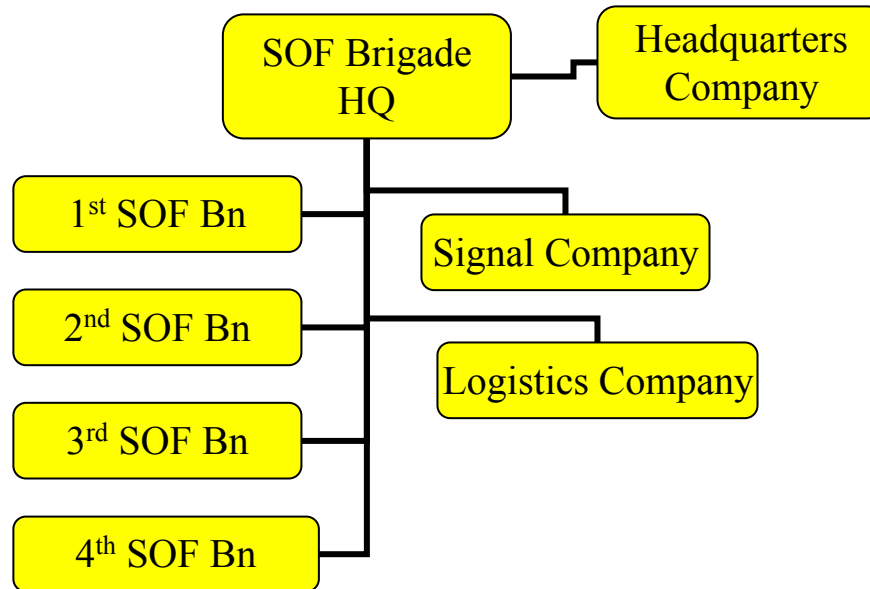 SOF Brigade
HQ
Headquarters
Company
1st SOF Bn
Signal Company
2nd SOF Bn
Logistics Company
3rd SOF Bn
4th SOF Bn